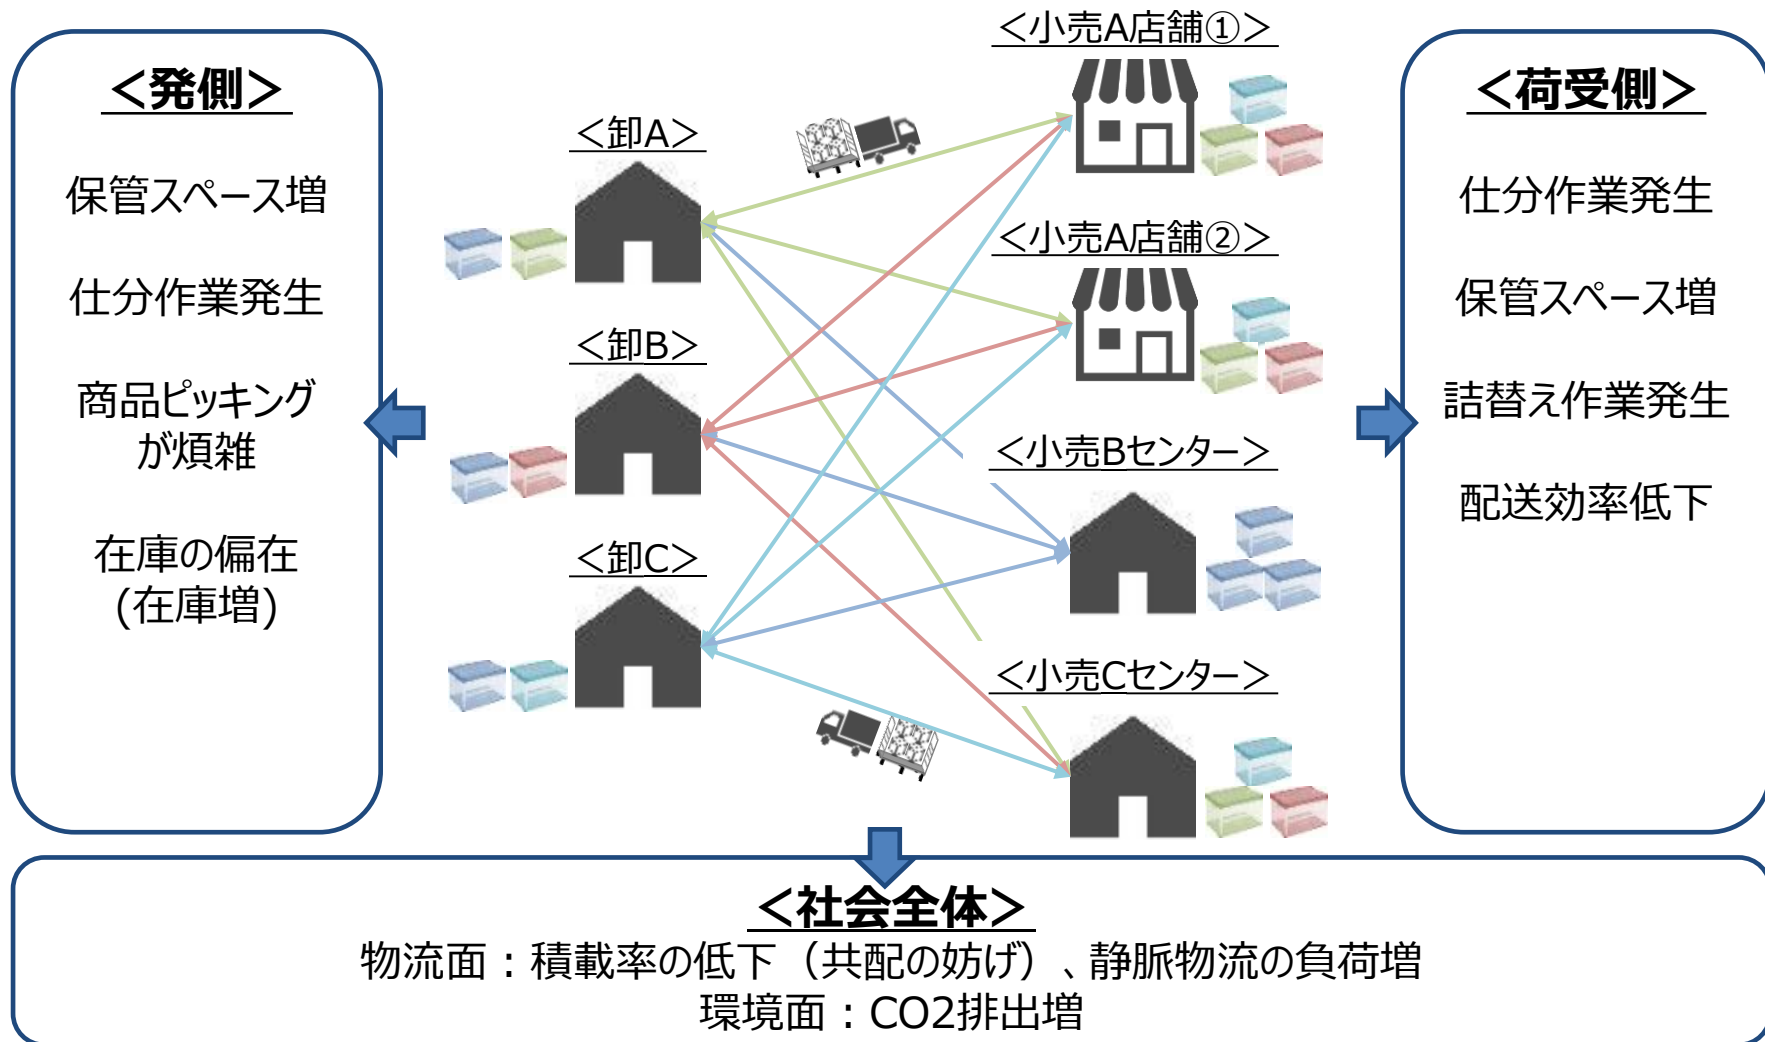 ＜発側＞
保管スペース増
仕分作業発生
商品ピッキング
が煩雑
在庫の偏在
(在庫増)
＜卸A＞
＜卸B＞
＜卸C＞
＜小売A店舗①＞
＜小売A店舗②＞
＜小売Bセンター＞
＜小売Cセンター＞
＜荷受側＞
仕分作業発生
保管スペース増
詰替え作業発生
配送効率低下
＜社会全体＞
物流面：積載率の低下（共配の妨げ）、静脈物流の負荷増
環境面：CO2排出増